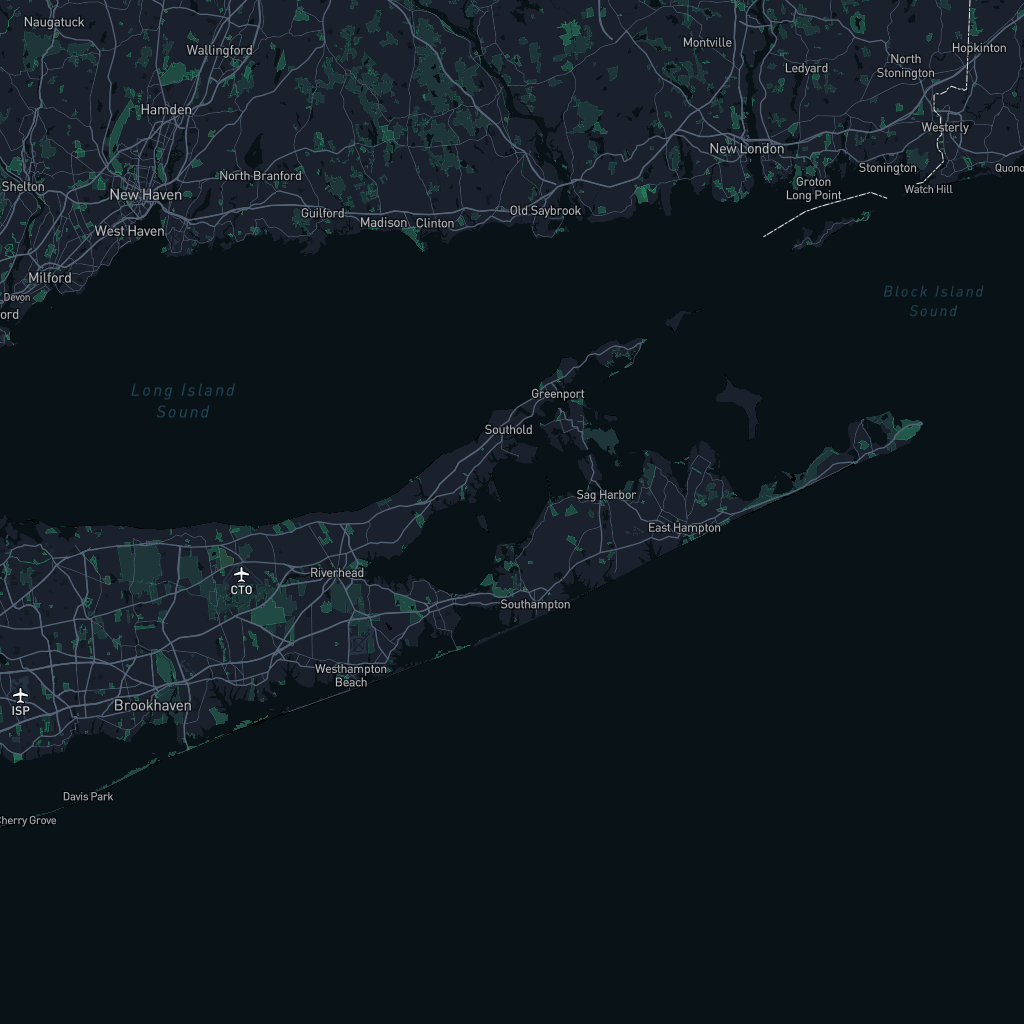 Naugatuck
Wallingford
Montville
Hopkinton
North
Stonington
Ledyard
Hamden
Westerly
New London
Stonington
Quono
North Branford
Shelton
Groton
Long Point
Watch Hill
New Haven
Guilford
Madison
Clinton
Old Saybrook
West Haven
Milford
Devon
ord
Block Island
Sound
Long Island
Sound
Greenport
Southold
Sag Harbor
East Hampton
Riverhead
CTO
Southampton
Westhampton
Beach
ISP
Brookhaven
Davis Park
Cherry Grove